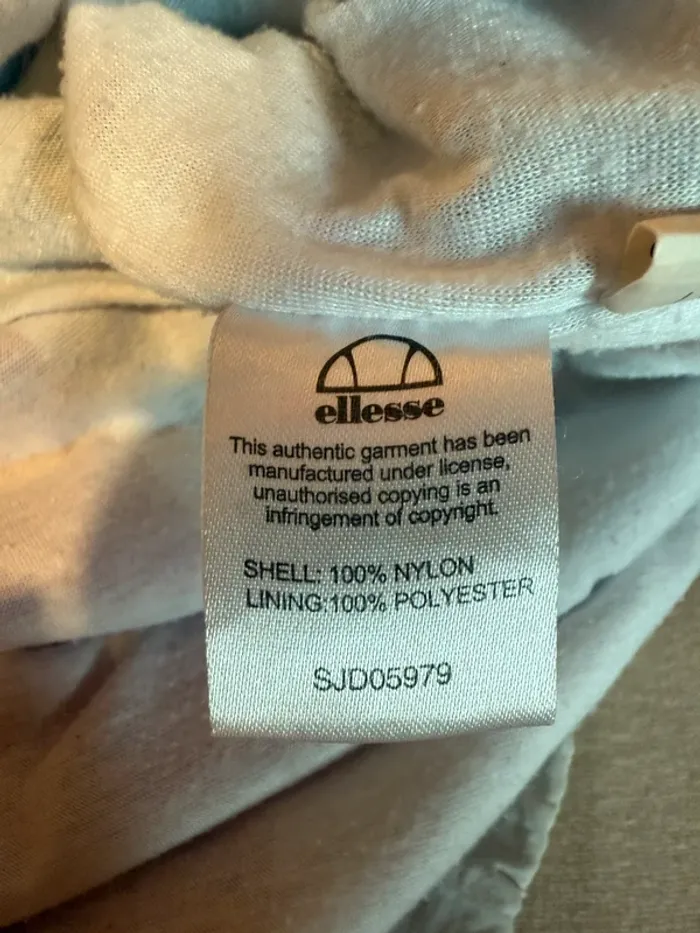 ellesse
This authentic garment has been
manufactured under license,
unauthorised copying is an
infringement of copyright.
SHELL: 100% NYLON
LINING:100% POLYESTER
SJD05979